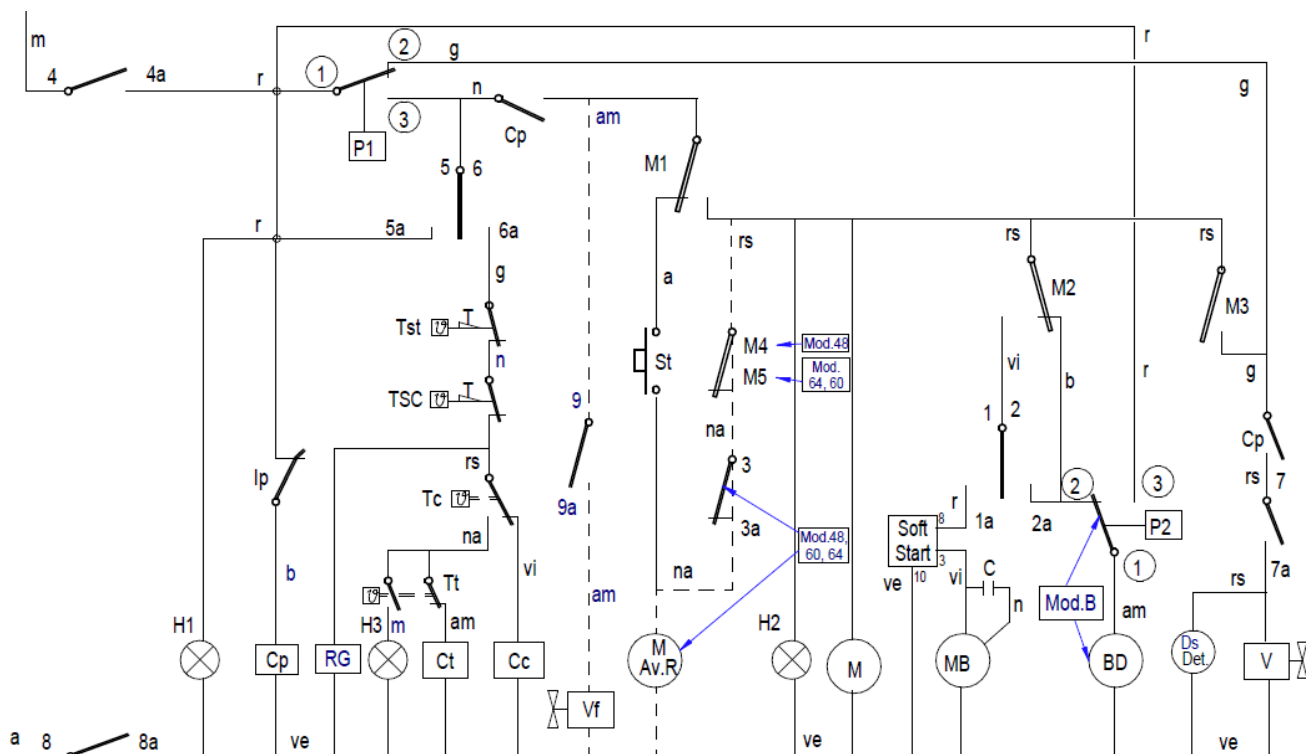 m
4
4a
r
1
2
g
r
g
3
n
Cp
am
P1
M1
5
6
r
5a
6a
rs
rs
rs
g
a
M2
M3
Tst
T
ϑ
n
St
M4
Mod.48
M5
Mod.
64, 60
vi
b
r
g
TSC
T
ϑ
9
1
2
Cp
na
Ip
rs
3
2
3
rs
7
Tc
ϑ
9a
r
1a
2a
P2
3a
Soft
Start
8
3
10
na
Mod.48,
60, 64
1
7a
vi
na
ve
vi
C
rs
b
Tt
ϑ
am
n
Mod.B
am
H1
H3
m
am
H2
Cp
RG
Ct
Cc
M
Av.R
M
MB
BD
Ds
Det.
V
Vf
a
8
8a
ve
ve
ve